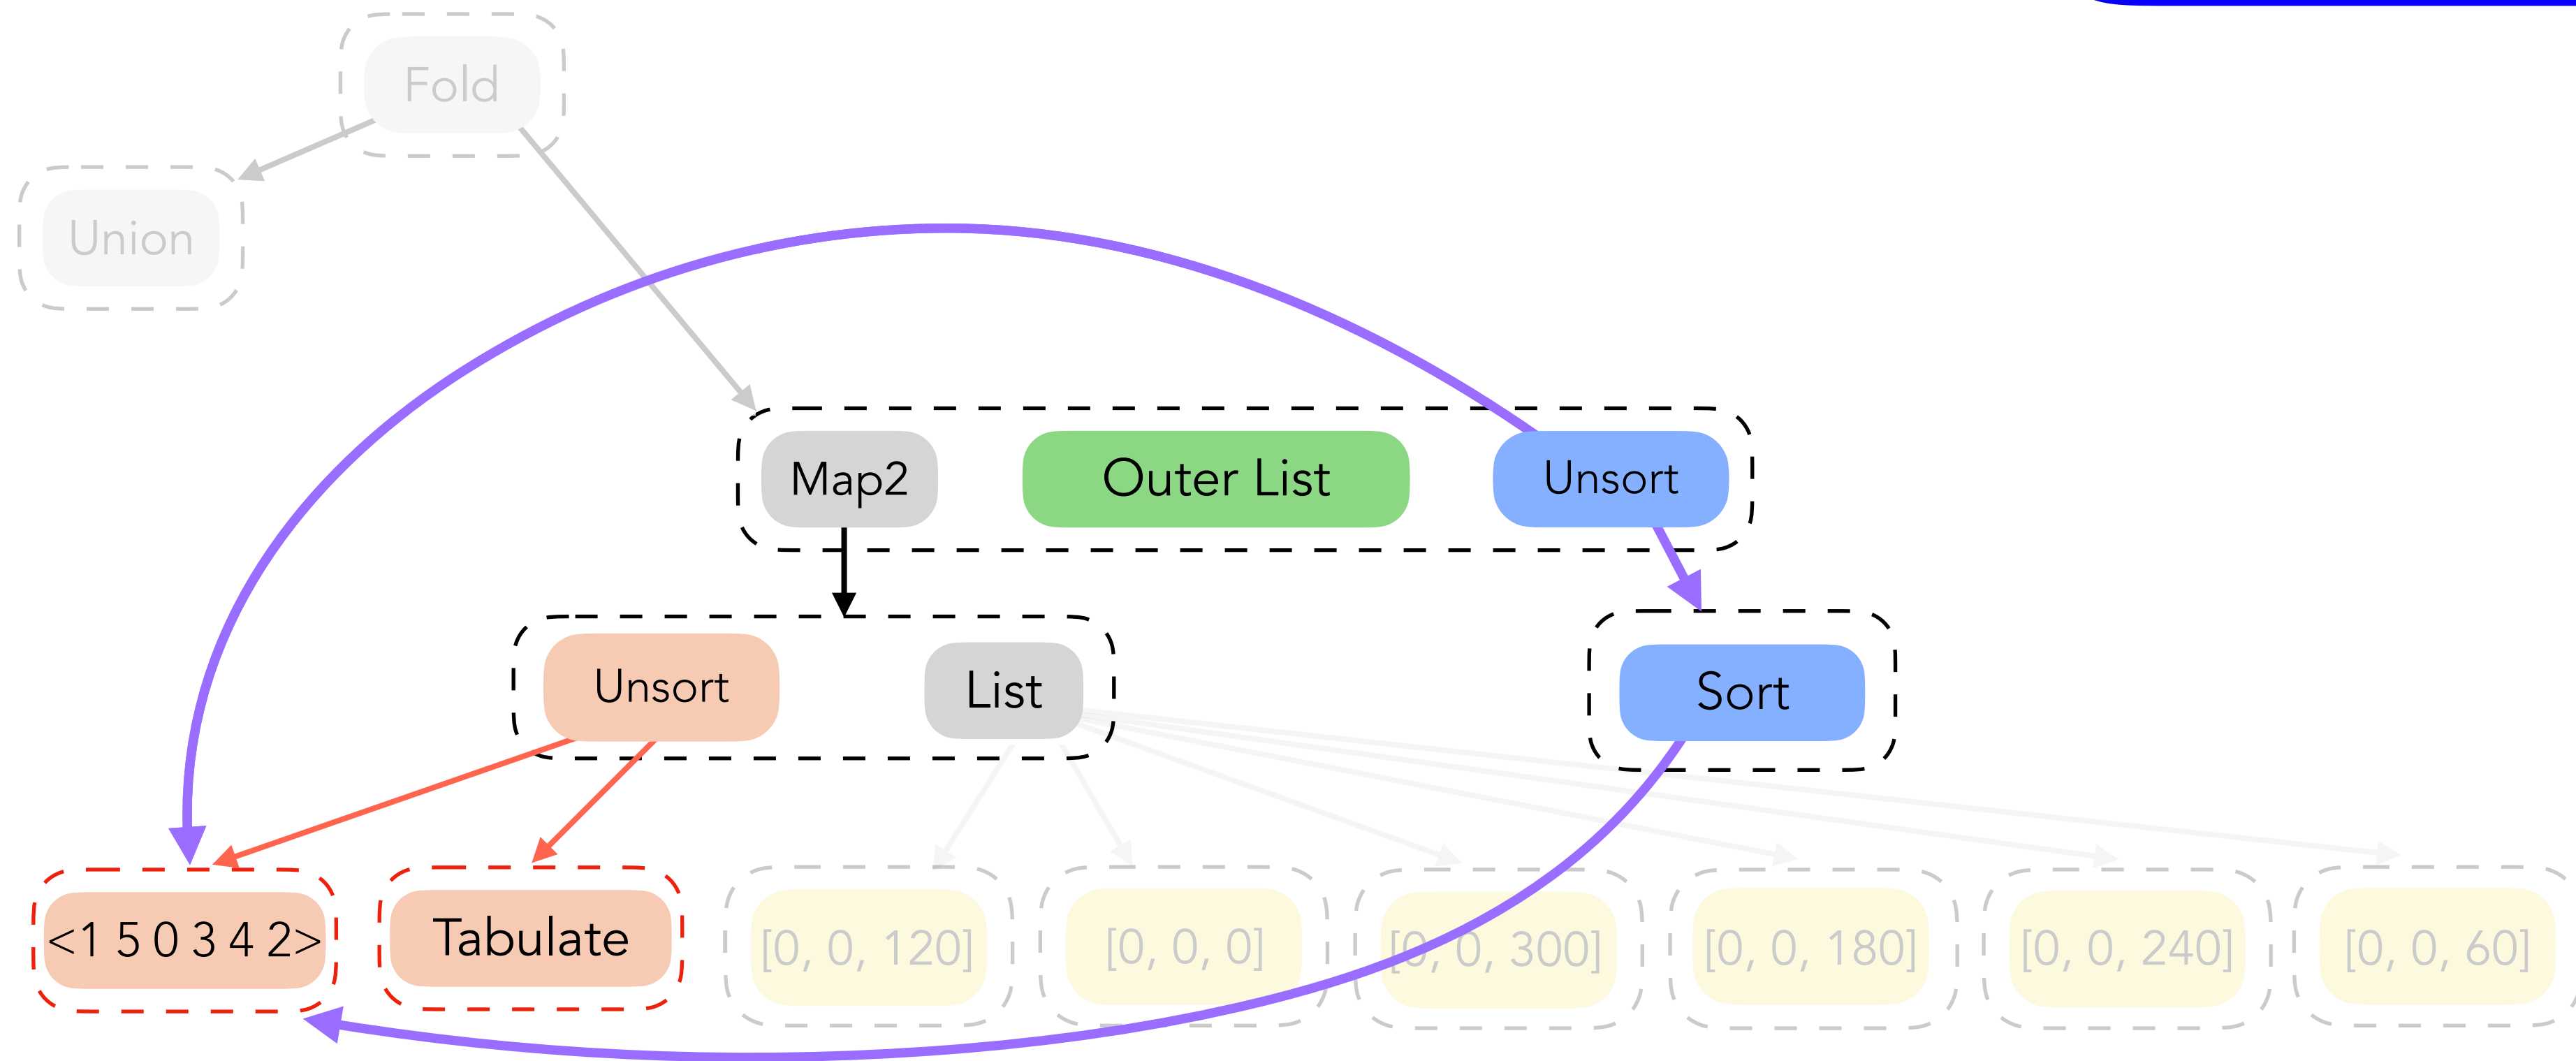 Fold
Union
Map2
Outer List
Unsort
Unsort
List
Sort
<1 5 0 3 4 2>
Tabulate
[0, 0, 120]
[0, 0, 0]
[0, 0, 300]
[0, 0, 180]
[0, 0, 240]
[0, 0, 60]